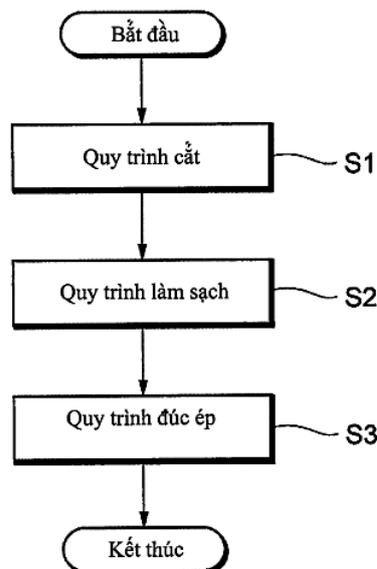 Bắt đầu
Quy trình cắt
S1
Quy trình làm sạch
S2
Quy trình đúc ép
S3
Kết thúc